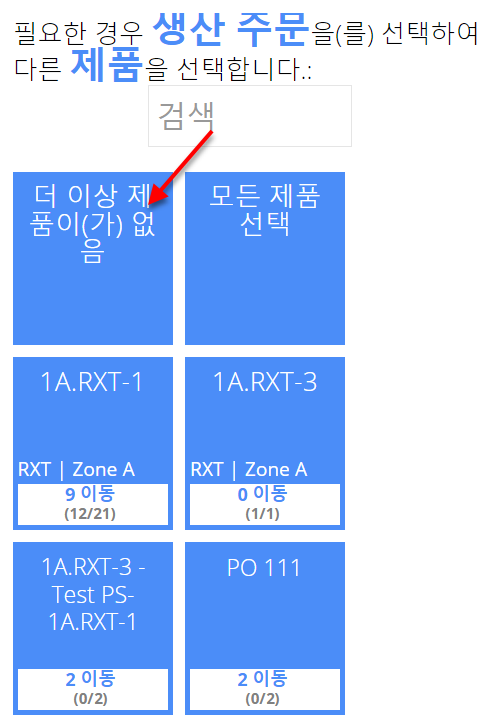 필요한 경우 생산 주문을(를) 선택하여
다른 제품을 선택합니다.:
검색
더 이상 제
품이(가) 없
음
모든 제품
선택
1A.RXT-1
RXT | Zone A
9 이동
(12/21)
1A.RXT-3
RXT | Zone A
0 이동
(1/1)
1A.RXT-3 -
Test PS-
1A.RXT-1
2 이동
(0/2)
PO 111
2 이동
(0/2)